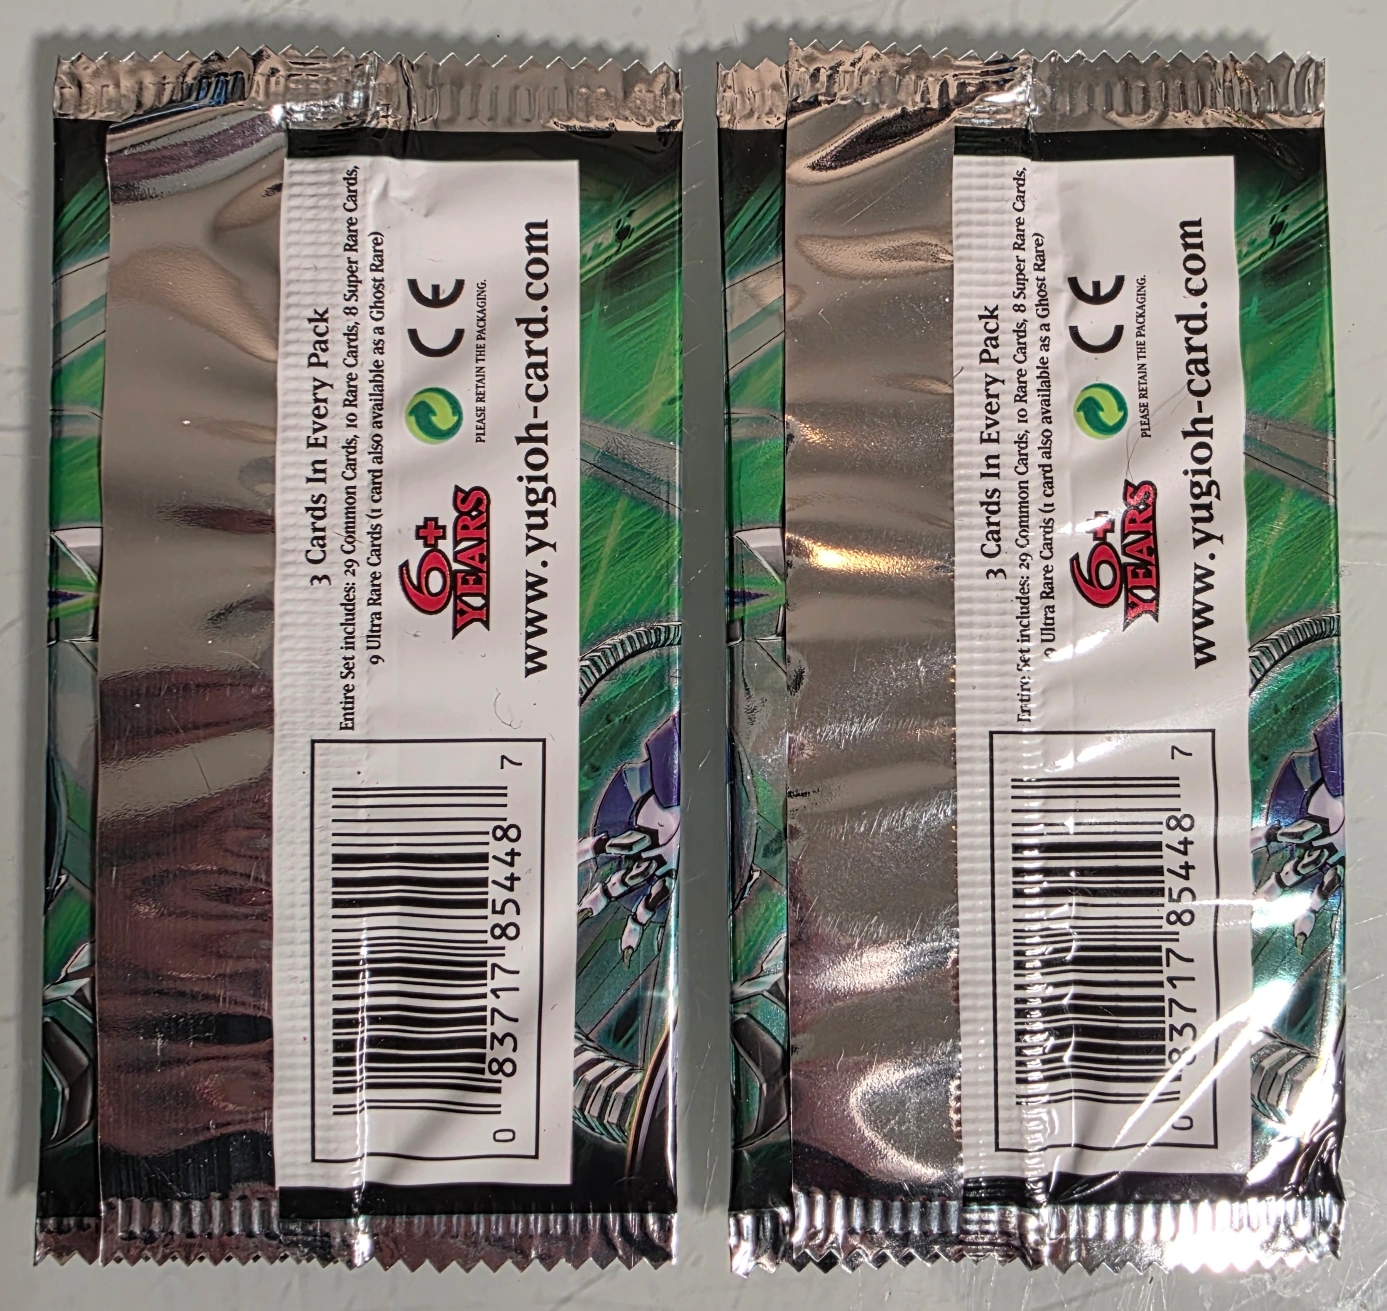 3 Cards In Every Pack
Entire Set includes: 29 Common Cards, 10 Rare Cards, 8 Super Rare Cards,
9 Ultra Rare Cards (1 card also available as a Ghost Rare)
6+
YEARS
CE
PLEASE RETAIN THE PACKAGING.
www.yugioh-card.com
0 83717 85448 7
3 Cards In Every Pack
Entire Set includes: 29 Common Cards, 10 Rare Cards, 8 Super Rare Cards,
9 Ultra Rare Cards (1 card also available as a Ghost Rare)
6+
YEARS
CE
PLEASE RETAIN THE PACKAGING.
www.yugioh-card.com
0 83717 85448 7